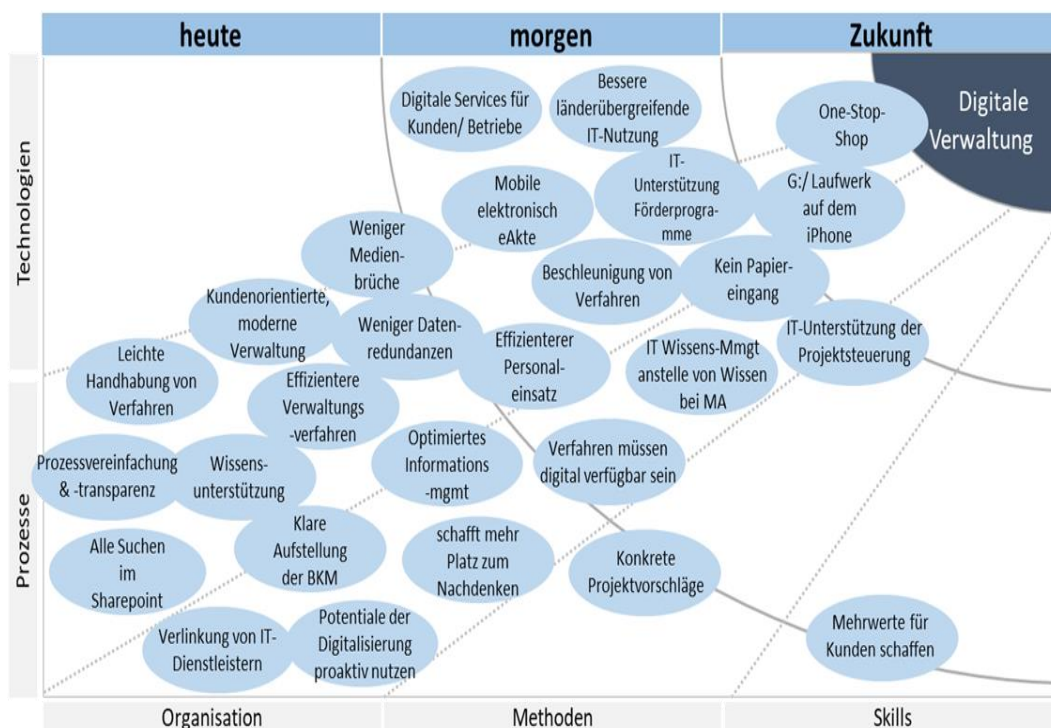 heute
morgen
Zukunft
Technologien
Prozesse
Digitale
Verwaltung
Digitale Services für
Kunden/ Betriebe
Bessere
länderübergreifende
IT-Nutzung
One-Stop-
Shop
Mobile
elektronisch
eAkte
IT-
Unterstützung
Förderprogra-
mme
G:/ Laufwerk
auf dem
iPhone
Weniger
Medien-
brüche
Beschleunigung von
Verfahren
Kein Papier-
eingang
Kundenorientierte,
moderne
Verwaltung
Weniger Daten-
redundanzen
Effizienterer
Personal-
einsatz
IT Wissens-Mmgt
anstelle von Wissen
bei MA
IT-Unterstützung der
Projektsteuerung
Leichte
Handhabung von
Verfahren
Effizientere
Verwaltungs
-verfahren
Prozessvereinfachung
& -transparenz
Wissens-
unterstützung
Optimiertes
Informations
-mgmt
Verfahren müssen
digital verfügbar sein
Alle Suchen
im
Sharepoint
Klare
Aufstellung
der BKM
schafft mehr
Platz zum
Nachdenken
Konkrete
Projektvorschläge
Verlinkung von IT-
Dienstleistern
Potentiale der
Digitalisierung
proaktiv nutzen
Mehrwerte für
Kunden schaffen
Organisation
Methoden
Skills